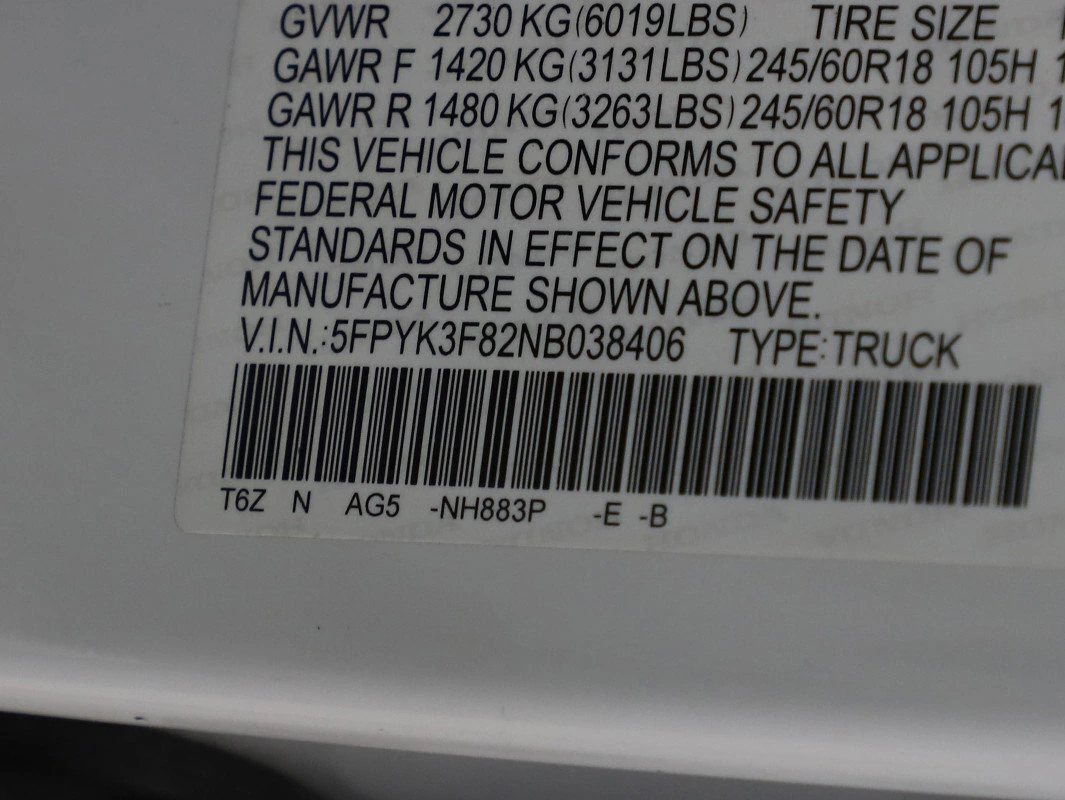 GVWR 2730 KG(6019LBS) TIRE SIZE
GAWR F 1420 KG(3131LBS) 245/60R18 105H
GAWR R 1480 KG(3263LBS) 245/60R18 105H
THIS VEHICLE CONFORMS TO ALL
FEDERAL MOTOR VEHICLE SAFETY
STANDARDS IN EFFECT ON THE DATE OF
MANUFACTURE SHOWN ABOVE.
V.I.N.:5FPYK3F82NB038406 TYPE:TRUCK
T6Z N AG5 -NH883P -E -B